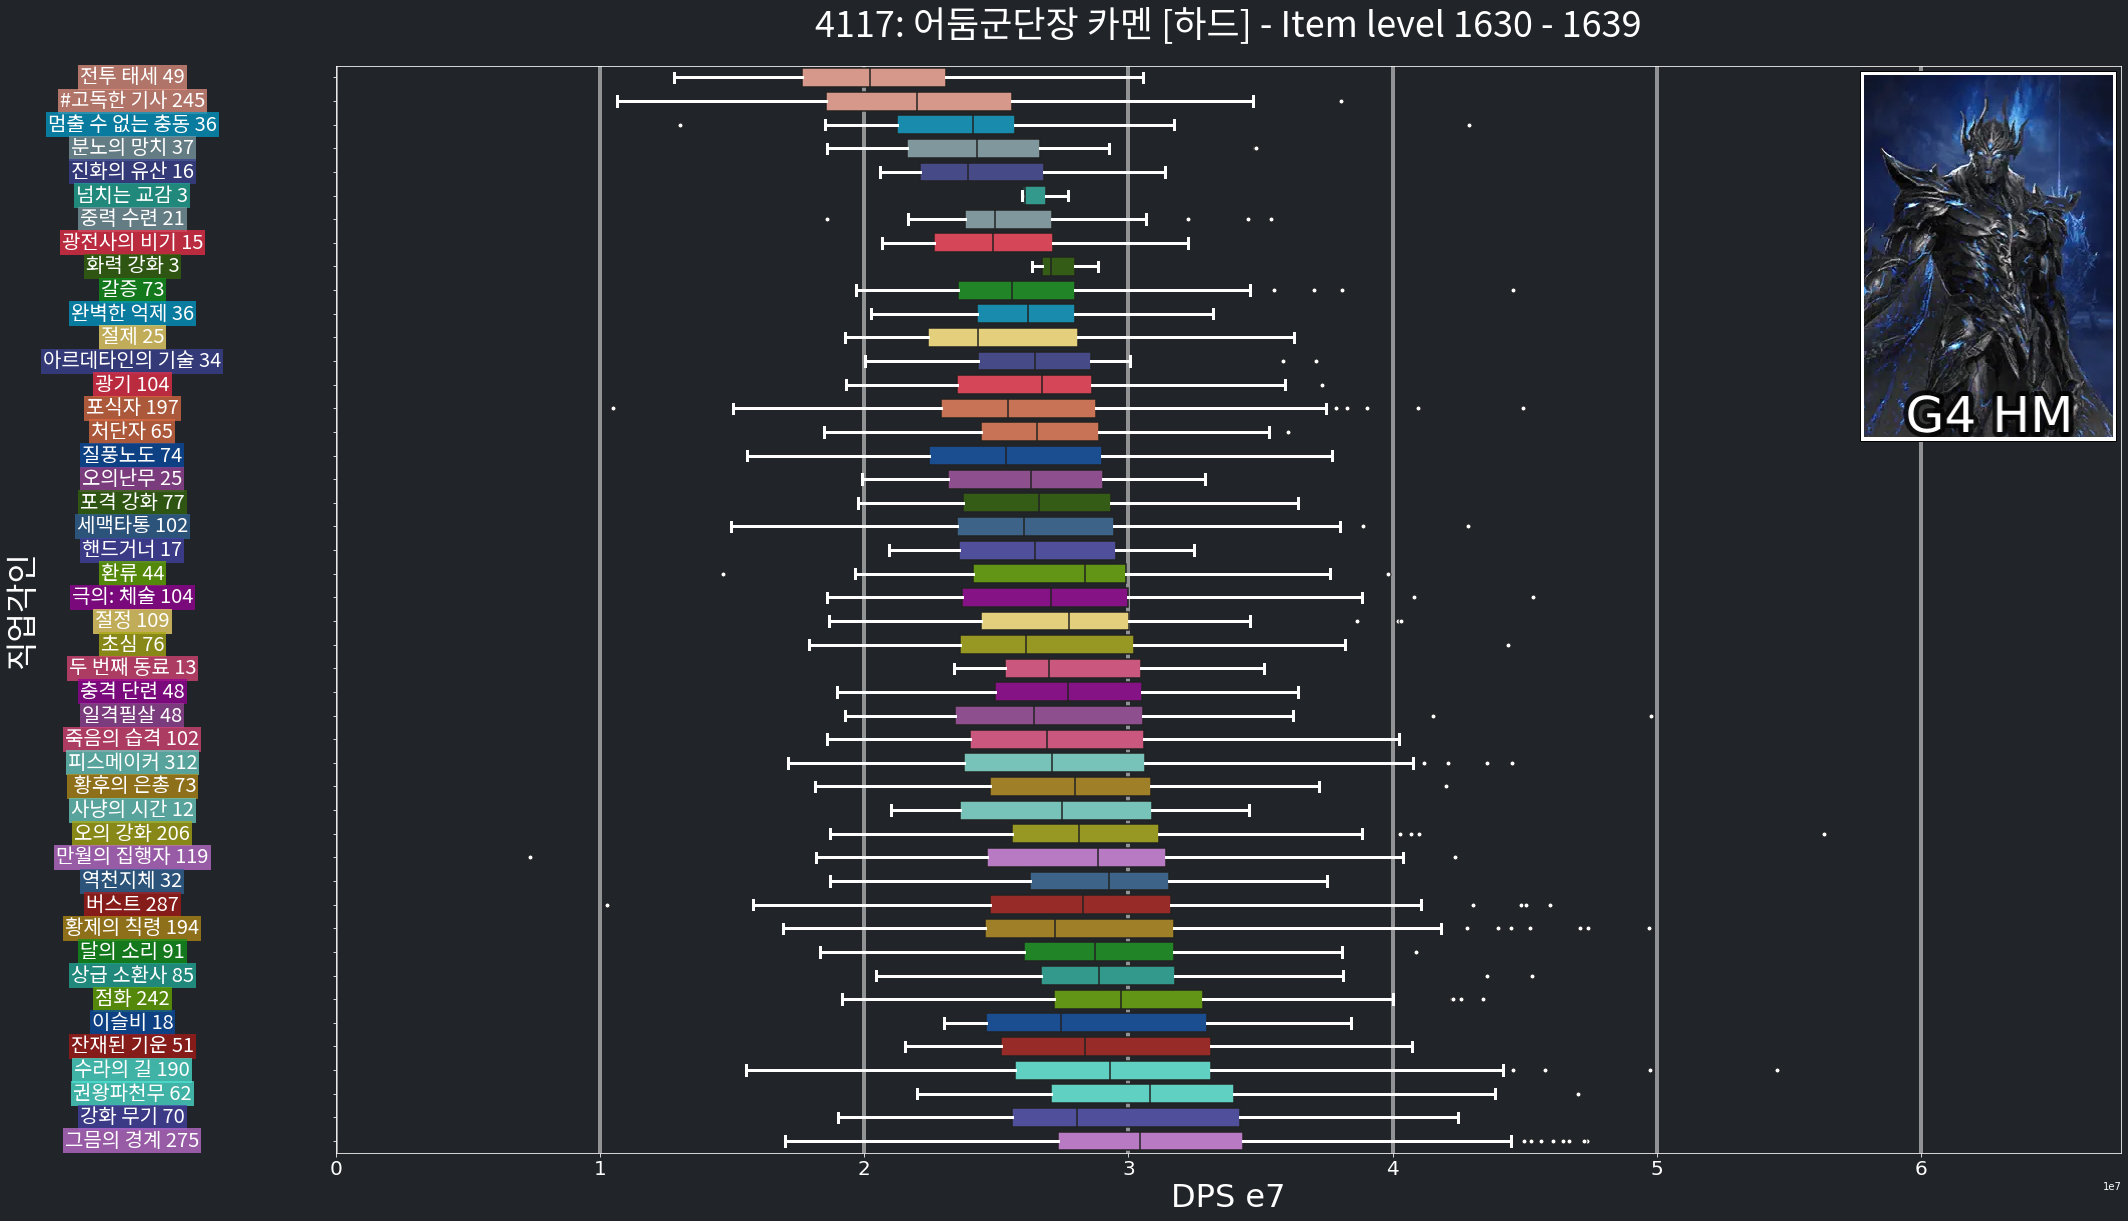 4117: 어둠군단장 카멘 [하드] - Item level 1630 - 1639
전투 태세 49
#고독한 기사 245
멈출 수 없는 충동 36
분노의 망치 37
진화의 유산 16
넘치는 교감 3
중력 수련 21
광전사의 비기 15
화력 강화 3
갈증 73
완벽한 억제 36
절제 25
아르데타인의 기술 34
광기 104
포식자 197
처단자 65
질풍노도 74
오의난무 25
포격 강화 77
세맥타통 102
핸드거너 17
환류 44
극의: 체술 104
절정 109
초심 76
두 번째 동료 13
충격 단련 48
일격필살 48
죽음의 습격 102
피스메이커 312
황후의 은총 73
사냥의 시간 12
오의 강화 206
만월의 집행자 119
역천지체 32
버스트 287
황제의 칙령 194
달의 소리 91
상급 소환사 85
점화 242
이슬비 18
잔재된 기운 51
수라의 길 190
권왕파천무 62
강화 무기 70
그믐의 경계 275
직업각인
G4 HM
0 1 2 3 4 5 6
1e7
DPS e7